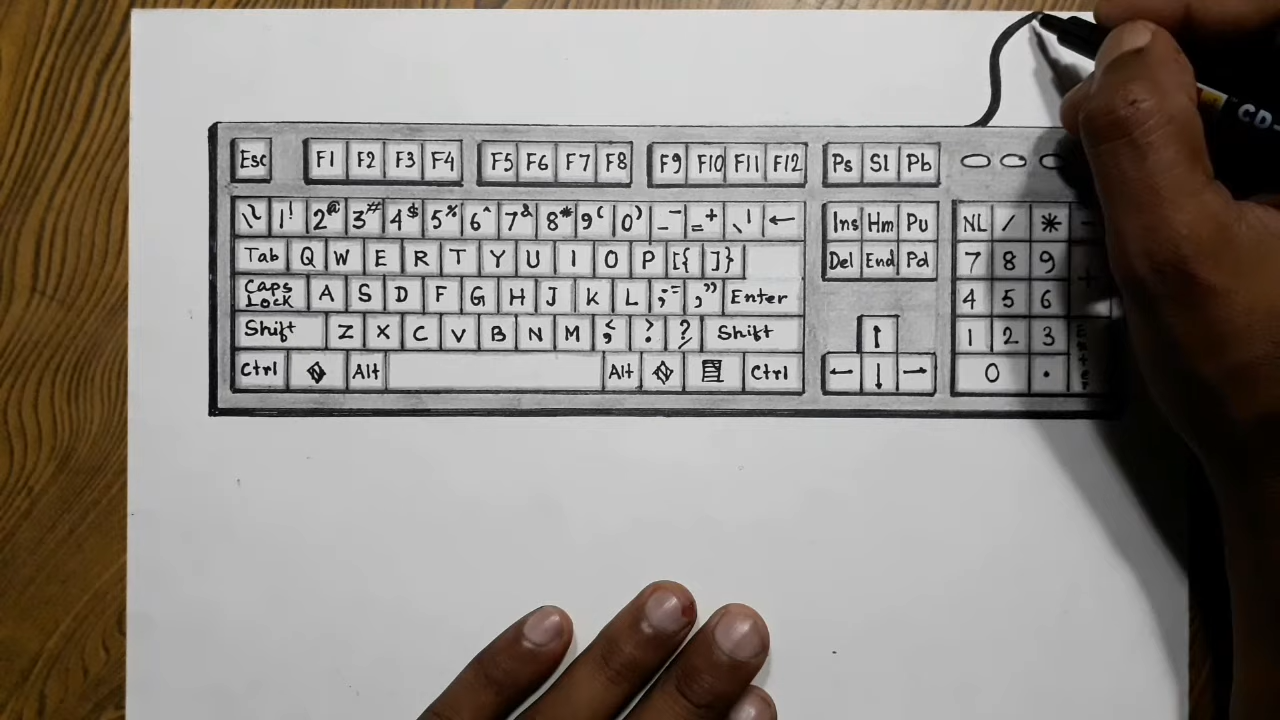 Esc F1 F2 F3 F4 F5 F6 F7 F8 F9 F10 F11 F12 Ps Sl Pb
1! 2@ 3# 4$ 5% 6^ 7& 8* 9( 0) _- =+ ← Ins Hm Pu NL / * -
Tab Q W E R T Y U I O P [{ ]} Del End Pd 7 8 9 +
Caps Lock A S D F G H J K L ;= ," Enter 4 5 6
Shift Z X C V B N M < > ?/ Shift ↑ 1 2 3 Enter
Ctrl Alt Alt Ctrl ← ↓ → 0 .
CD-